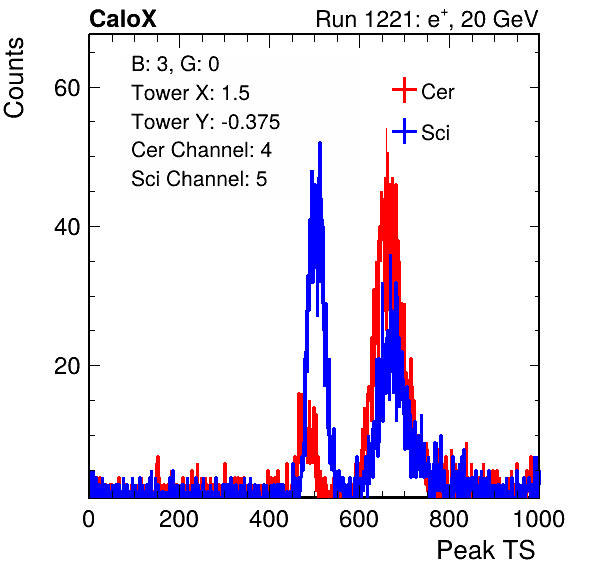 CaloX Run 1221: e⁺, 20 GeV
Counts
B: 3, G: 0
Tower X: 1.5
Tower Y: -0.375
Cer Channel: 4
Sci Channel: 5
Cer
Sci
60
40
20
0 200 400 600 800 1000
Peak TS